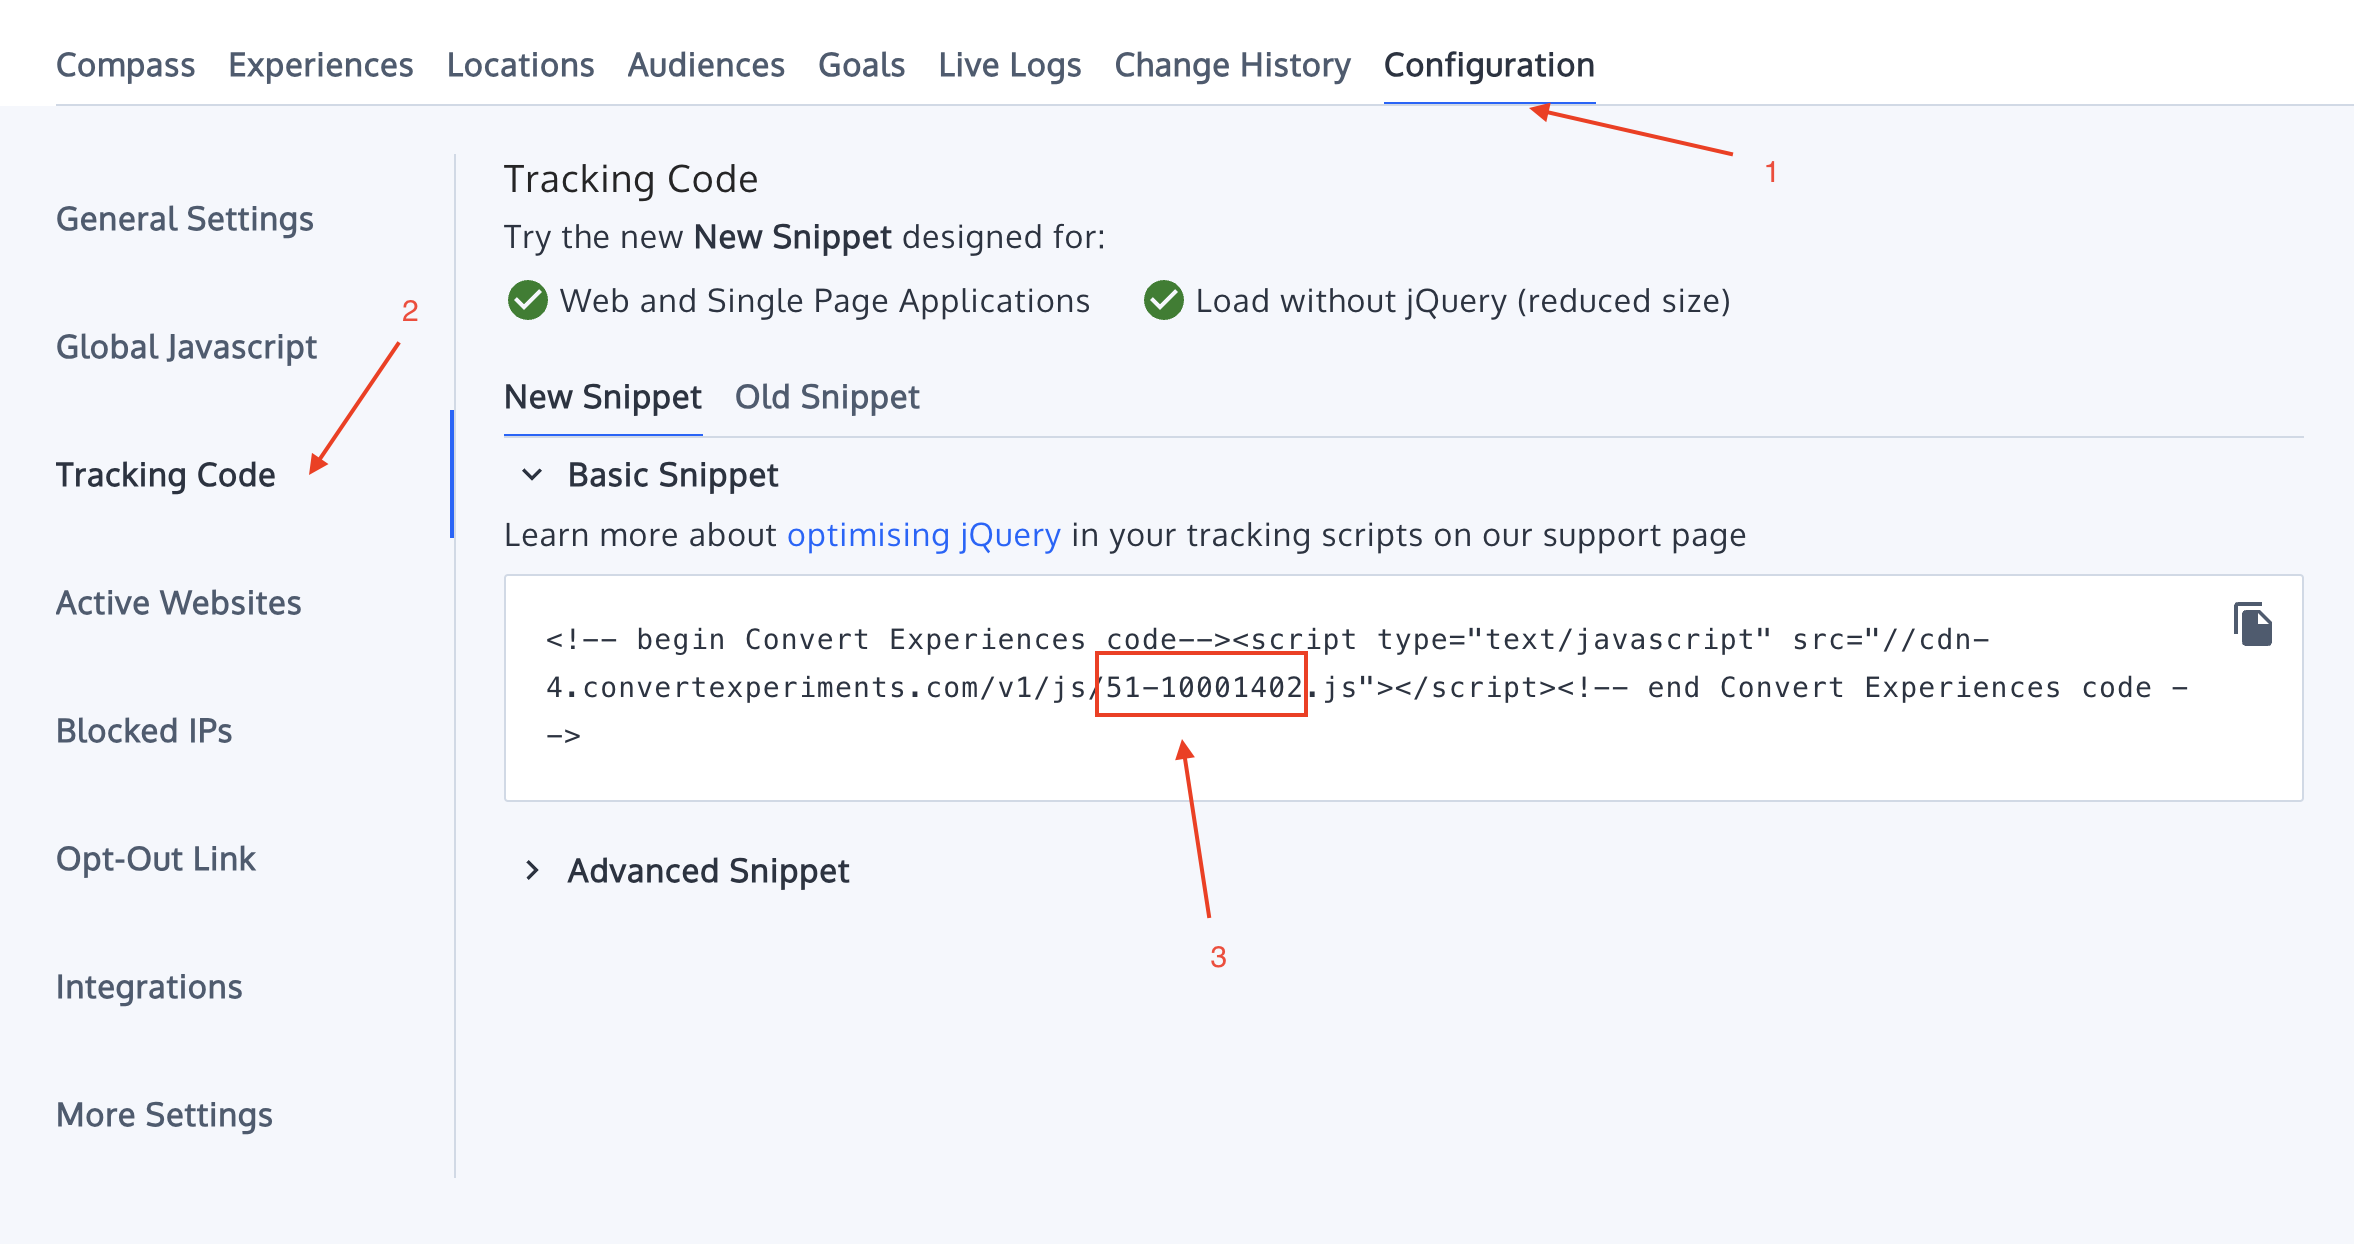 Compass Experiences Locations Audiences Goals Live Logs Change History Configuration
1
General Settings
Global Javascript
2
Tracking Code
Active Websites
Blocked IPs
Opt-Out Link
Integrations
More Settings
Tracking Code
Try the new New Snippet designed for:
Web and Single Page Applications Load without jQuery (reduced size)
New Snippet Old Snippet
Basic Snippet
Learn more about optimising jQuery in your tracking scripts on our support page
<!-- begin Convert Experiences code--><script type="text/javascript" src="//cdn-
4.convertexperiments.com/v1/js/51-10001402.js"></script><!-- end Convert Experiences code -
->
Advanced Snippet
3